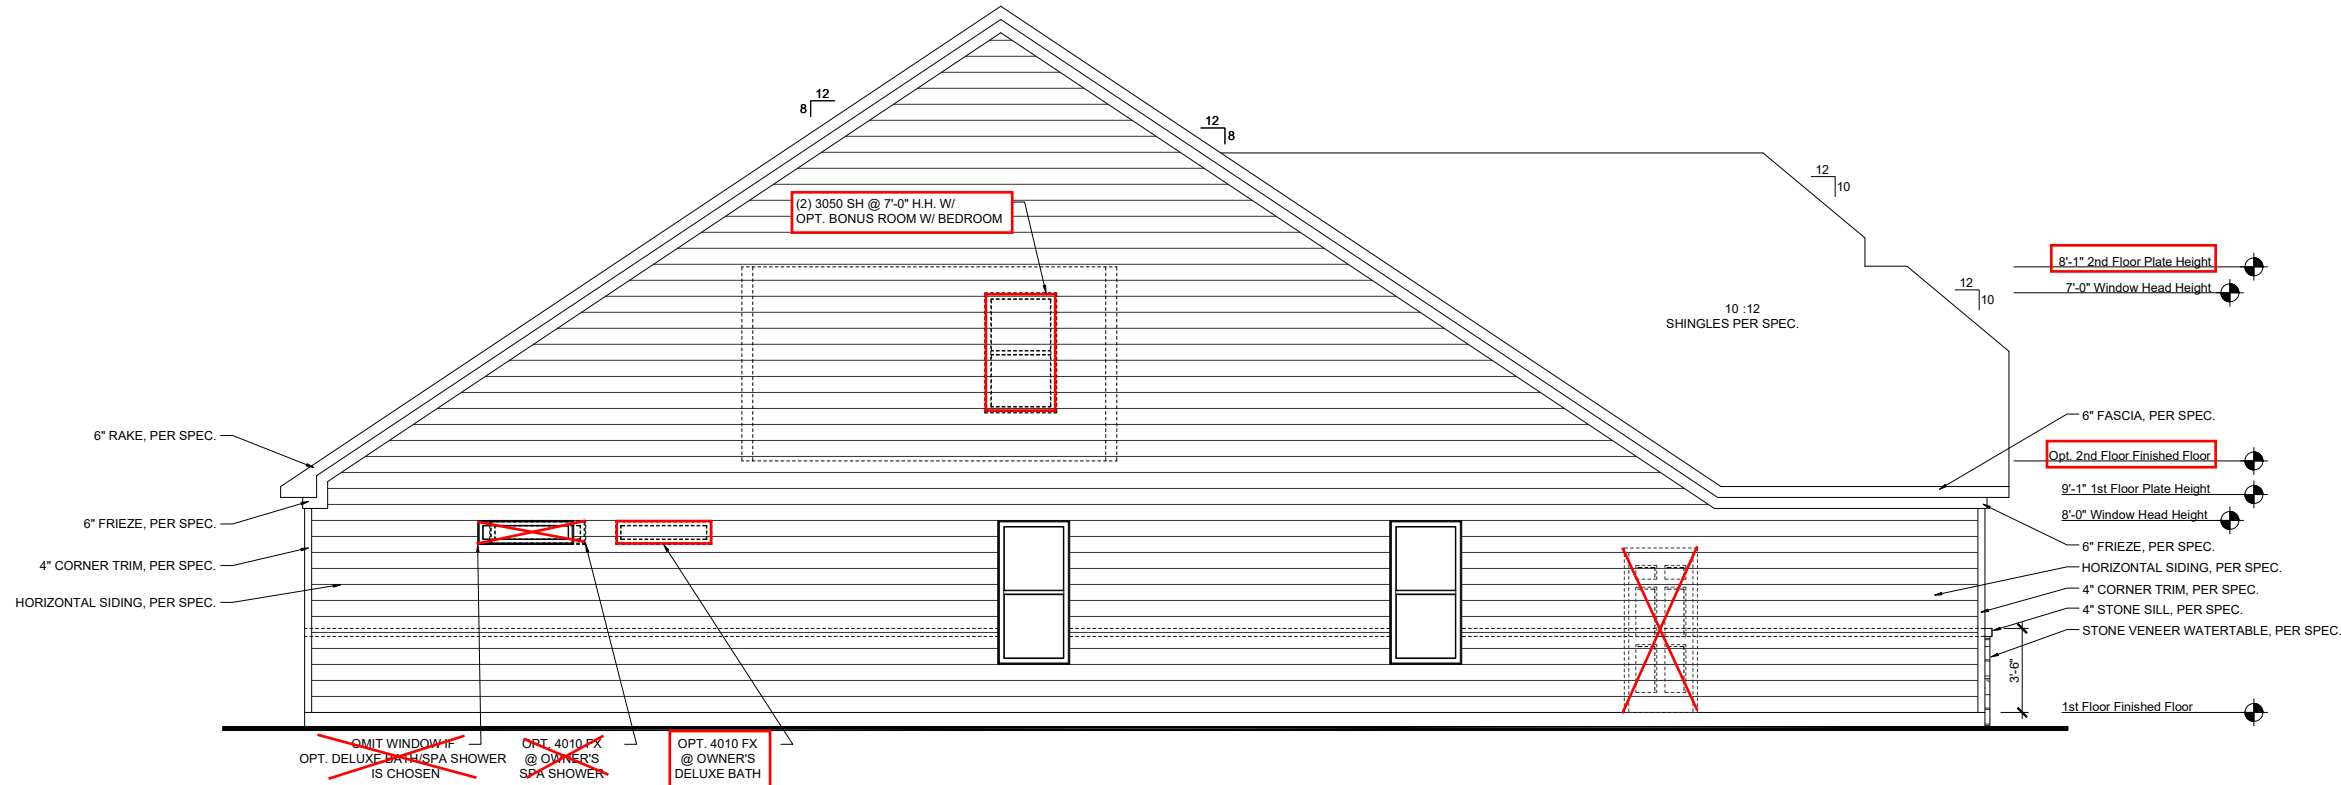 12
8
12
8
12
10
(2) 3050 SH @ 7'-0" H.H. W/
OPT. BONUS ROOM W/ BEDROOM
8'-1" 2nd Floor Plate Height
7'-0" Window Head Height
12
10
10 :12
SHINGLES PER SPEC.
6" FASCIA, PER SPEC.
6" RAKE, PER SPEC.
Opt. 2nd Floor Finished Floor
9'-1" 1st Floor Plate Height
8'-0" Window Head Height
6" FRIEZE, PER SPEC.
6" FRIEZE, PER SPEC.
4" CORNER TRIM, PER SPEC.
HORIZONTAL SIDING, PER SPEC.
HORIZONTAL SIDING, PER SPEC.
4" CORNER TRIM, PER SPEC.
4" STONE SILL, PER SPEC.
STONE VENEER WATERTABLE, PER SPEC.
3'-6"
1st Floor Finished Floor
OMIT WINDOW IF
OPT. DELUXE BATH/SPA SHOWER
IS CHOSEN
OPT. 4010 FX
@ OWNER'S
SPA SHOWER
OPT. 4010 FX
@ OWNER'S
DELUXE BATH